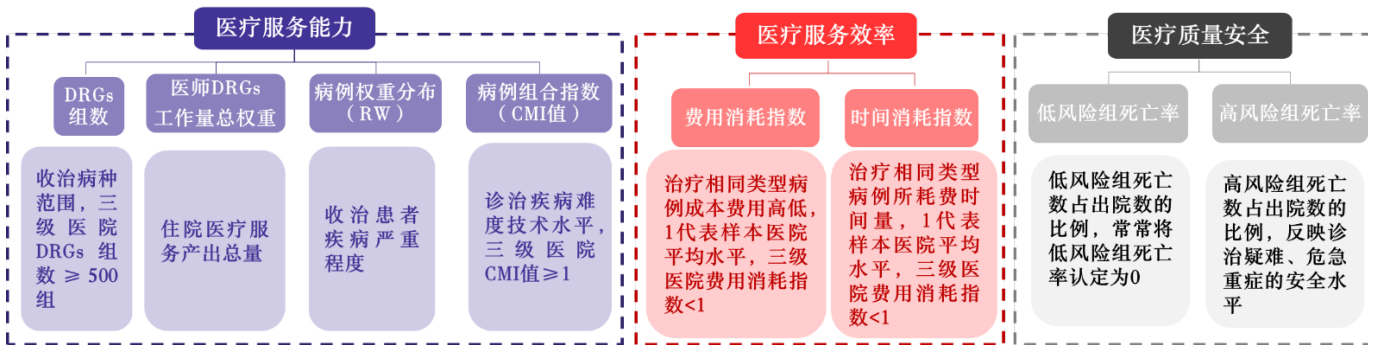 医疗服务能力
DRGs
组数
医师DRGs
工作量总权重
病例权重分布
（RW）
病例组合指数
（CMI值）
收治病种
范围，三
级医院
DRGs 组
数≥500
组
住院医疗服
务产出总量
收治患者
疾病严重
程度
诊治疾病难
度技术水平，
三级医院
CMI值≥1
医疗服务效率
费用消耗指数
时间消耗指数
治疗相同类型病
例成本费用高低，
1代表样本医院
平均水平，三级
医院费用消耗指
数<1
治疗相同类型
病例所耗费时
间量，1代表
样本医院平均
水平，三级医
院费用消耗指
数<1
医疗质量安全
低风险组死亡率
高风险组死亡率
低风险组死亡
数占出院数的
比例，常常将
低风险组死亡
率认定为0
高风险组死亡
数占出院数的
比例，反映诊
治疑难、危急
重症的安全水
平